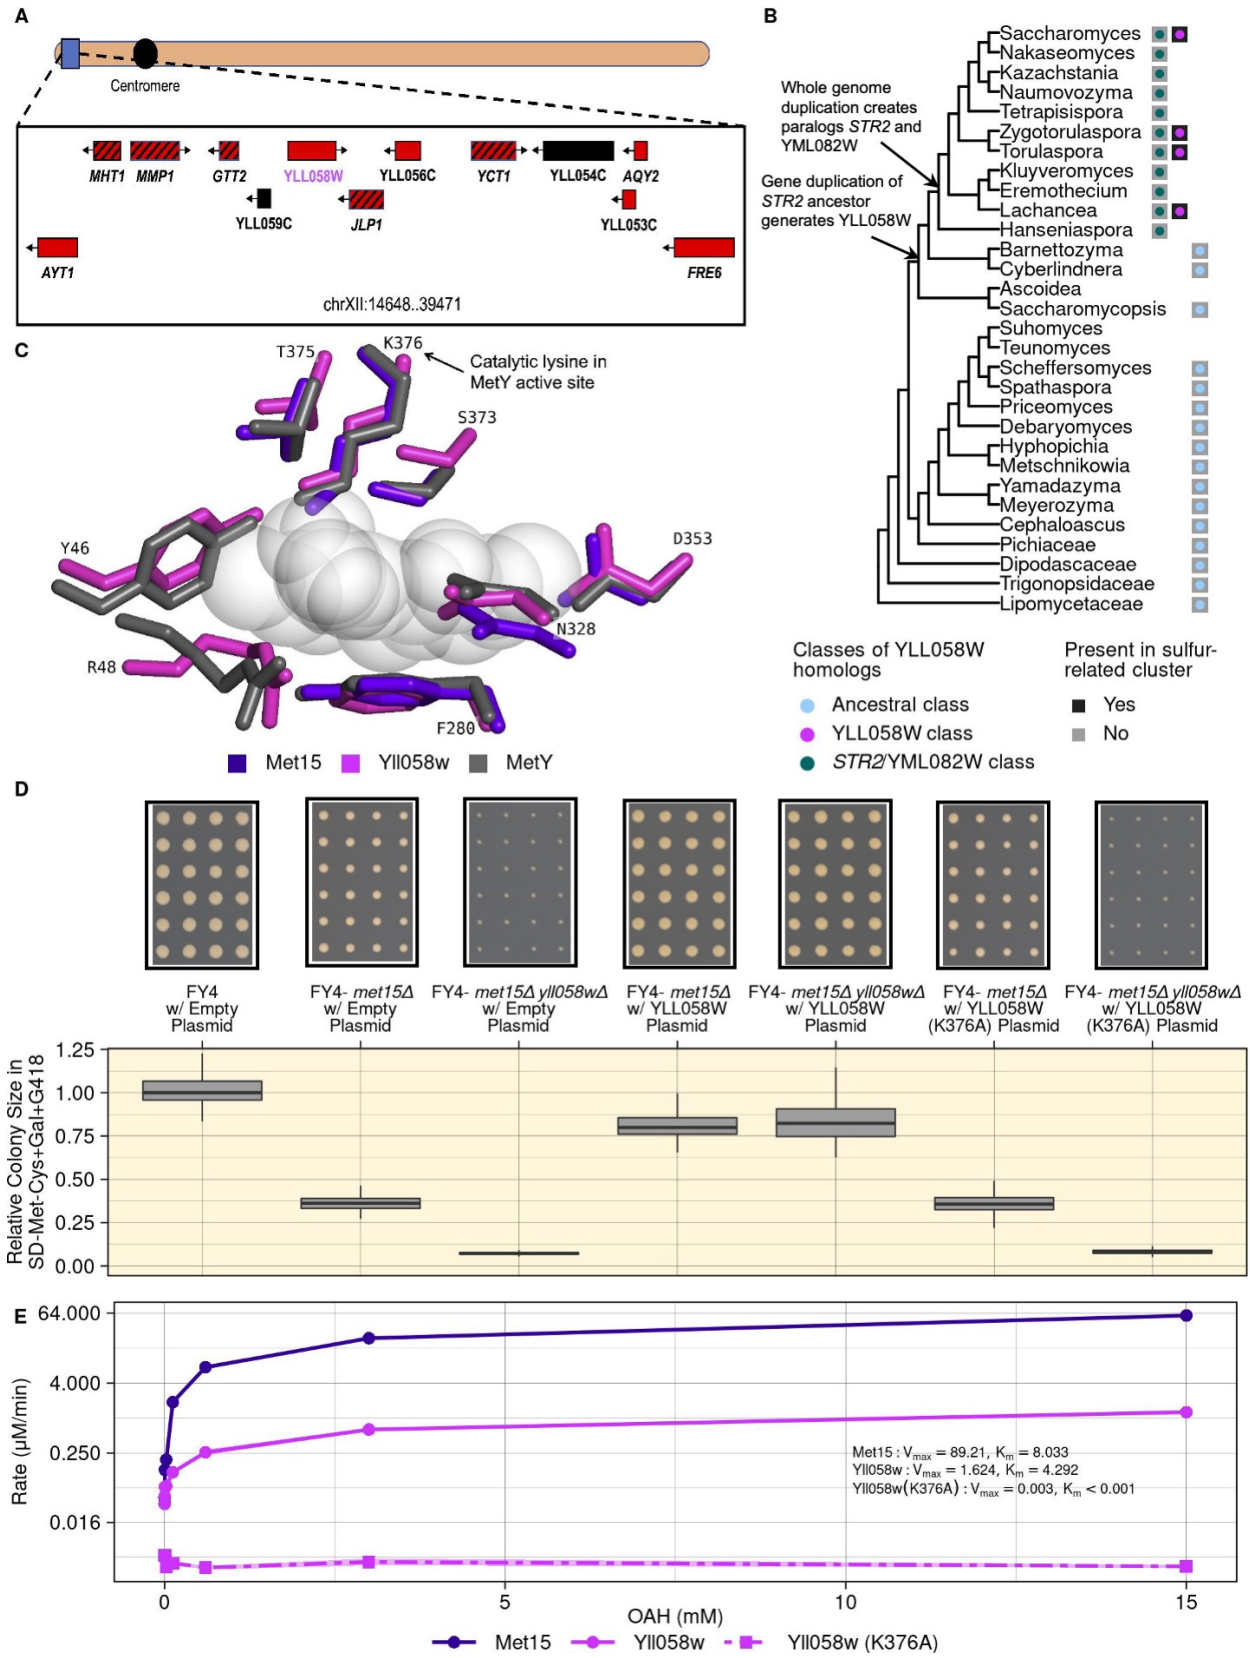 A
Centromere
MHT1
MMP1
GTT2
YLL058W
YLL056C
YCT1
YLL054C
AQY2
YLL059C
JLP1
YLL053C
AYT1
FRE6
chrXII:14648..39471
B
Whole genome
duplication creates
paralogs STR2 and
YML082W
Gene duplication of
STR2 ancestor
generates YLL058W
Saccharomyces
Nakaseomyces
Kazachstania
Naumovozyma
Tetrapisispora
Zygotorulaspora
Torulaspora
Kluyveromyces
Eremothecium
Lachancea
Hanseniaspora
Barnettozyma
Cyberlindnera
Ascoidea
Saccharomycopsis
Suhomyces
Teunomyces
Scheffersomyces
Spathaspora
Priceomyces
Debaryomyces
Hyphopichia
Metschnikowia
Yamadazyma
Meyerozyma
Cephaloascus
Pichiaceae
Dipodascaceae
Trigonopsidaceae
Lipomycetaceae
Classes of YLL058W
homologs
Ancestral class
YLL058W class
STR2/YML082W class
Present in sulfur-
related cluster
Yes
No
C
T375
K376
Catalytic lysine in
MetY active site
S373
Y46
D353
N328
R48
F280
Met15
Yll058w
MetY
D
FY4
w/ Empty
Plasmid
FY4- met15Δ
w/ Empty
Plasmid
FY4- met15Δ yll058wΔ
w/ Empty
Plasmid
FY4- met15Δ
w/ YLL058W
Plasmid
FY4- met15Δ yll058wΔ
w/ YLL058W
Plasmid
FY4- met15Δ
w/ YLL058W
(K376A) Plasmid
FY4- met15Δ yll058wΔ
w/ YLL058W
(K376A) Plasmid
Relative Colony Size in
SD-Met-Cys+Gal+G418
1.25
1.00
0.75
0.50
0.25
0.00
E
Rate (μM/min)
64.000
4.000
0.250
0.016
Met15 : Vmax = 89.21, Km = 8.033
Yll058w : Vmax = 1.624, Km = 4.292
Yll058w(K376A) : Vmax = 0.003, Km < 0.001
0
5
10
15
OAH (mM)
Met15
Yll058w
Yll058w (K376A)